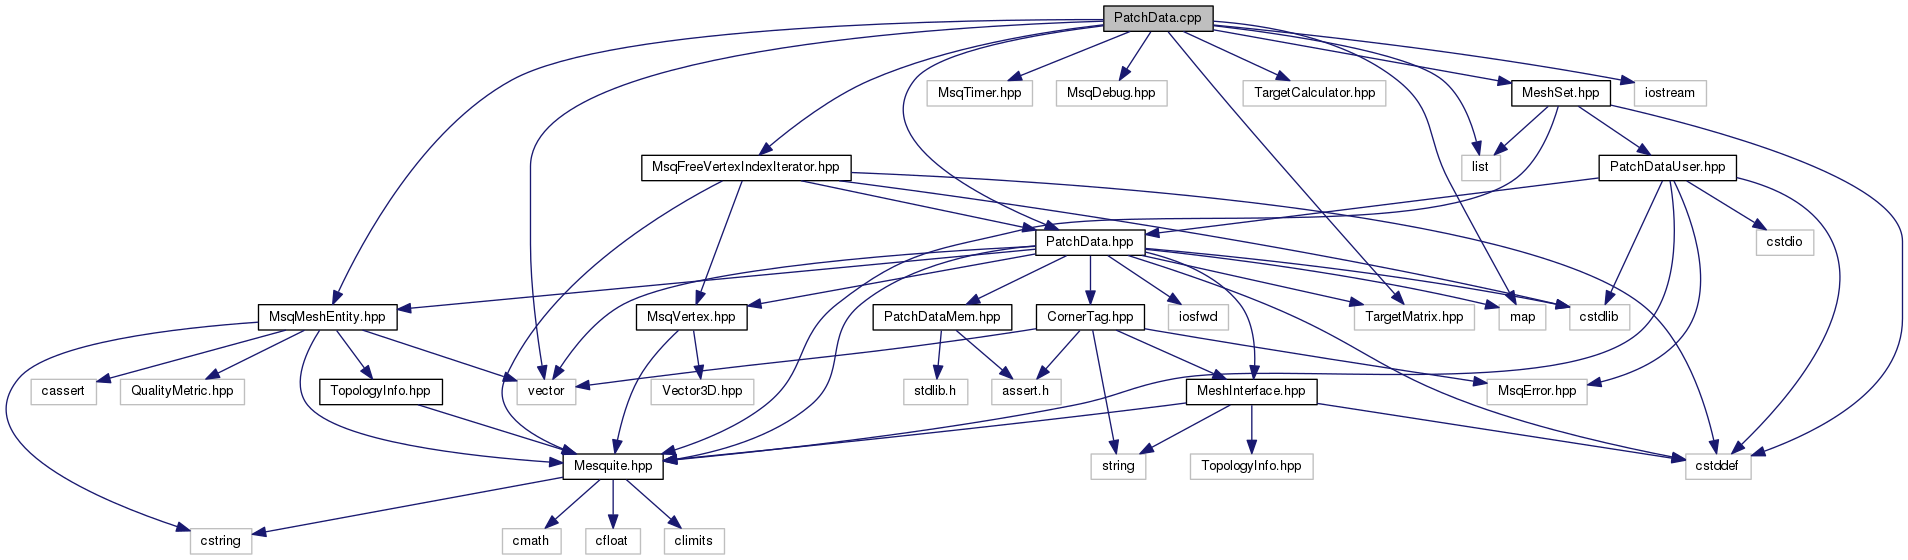 PatchData.cpp
MsqTimer.hpp
MsqDebug.hpp
TargetCalculator.hpp
MeshSet.hpp
iostream
MsqFreeVertexIndexIterator.hpp
list
PatchDataUser.hpp
PatchData.hpp
cstdio
MsqMeshEntity.hpp
MsqVertex.hpp
PatchDataMem.hpp
CornerTag.hpp
iosfwd
TargetMatrix.hpp
map
cstdlib
cassert
QualityMetric.hpp
TopologyInfo.hpp
vector
Vector3D.hpp
stdlib.h
assert.h
MeshInterface.hpp
MsqError.hpp
Mesquite.hpp
string
TopologyInfo.hpp
cstddef
cstring
cmath
cfloat
climits